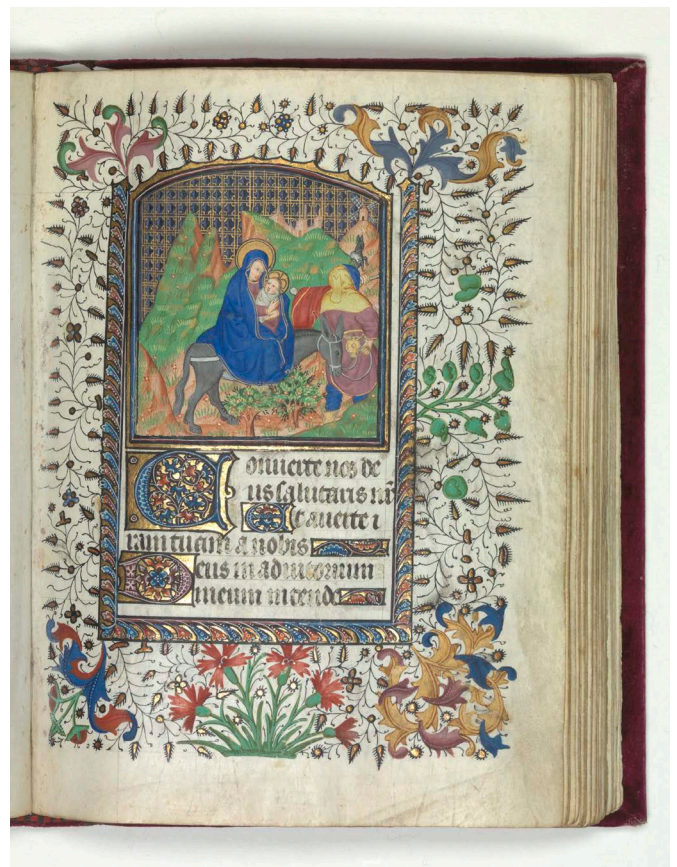 Conuerte nos de
us salutaris nr̄
Et auerte i
ram tuam a nobis
Deus in adiutorium
meum intende